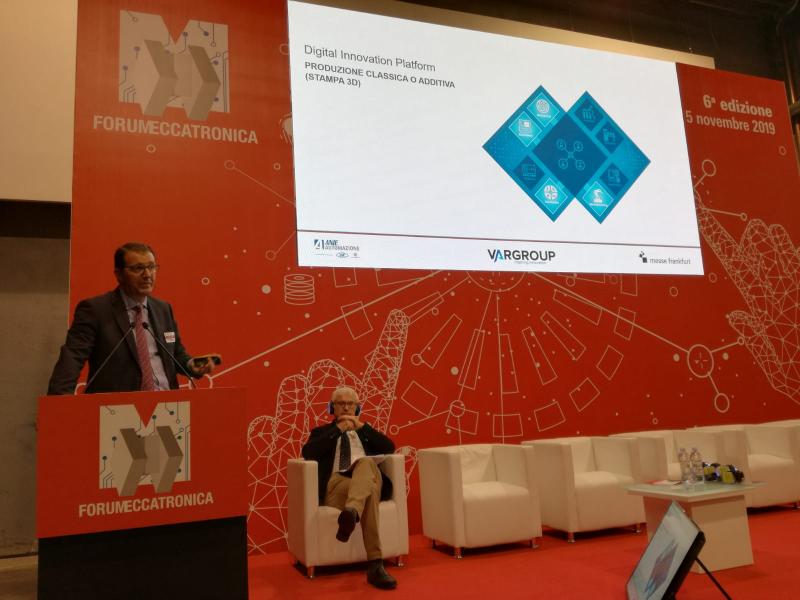 FORUMECCATRONICA
Digital Innovation Platform
PRODUZIONE CLASSICA O ADDITIVA
(STAMPA 3D)
6ª edizione
5 novembre 2019
ANIE
AUTOMAZIONE
VARGROUP
messe frankfurt
FORUMECCATRONICA